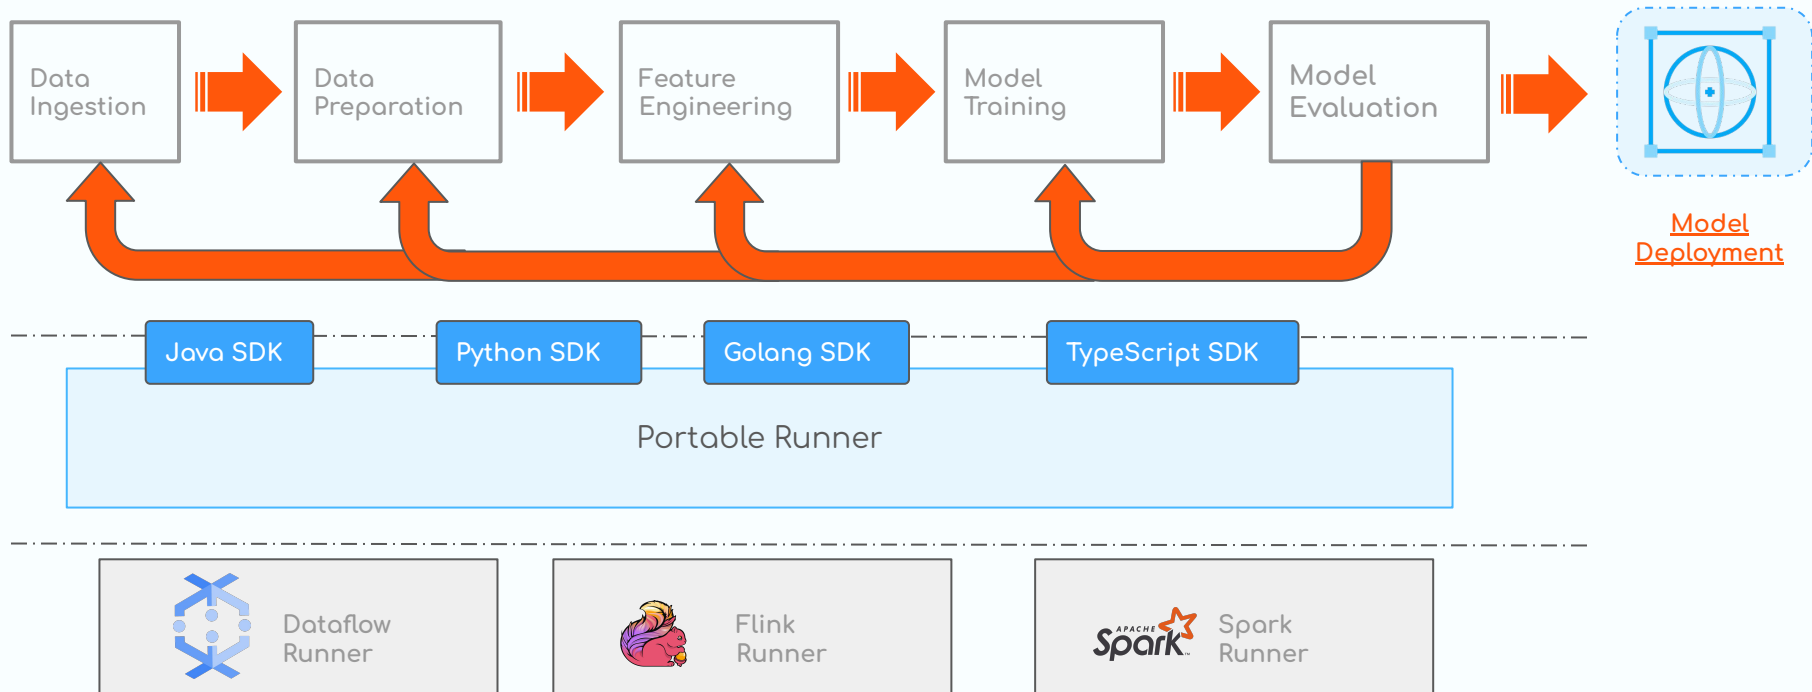 Data
Ingestion
Data
Preparation
Feature
Engineering
Model
Training
Model
Evaluation
Model
Deployment
Java SDK
Python SDK
Golang SDK
TypeScript SDK
Portable Runner
Dataflow
Runner
Flink
Runner
APACHE
Spark
Spark
Runner